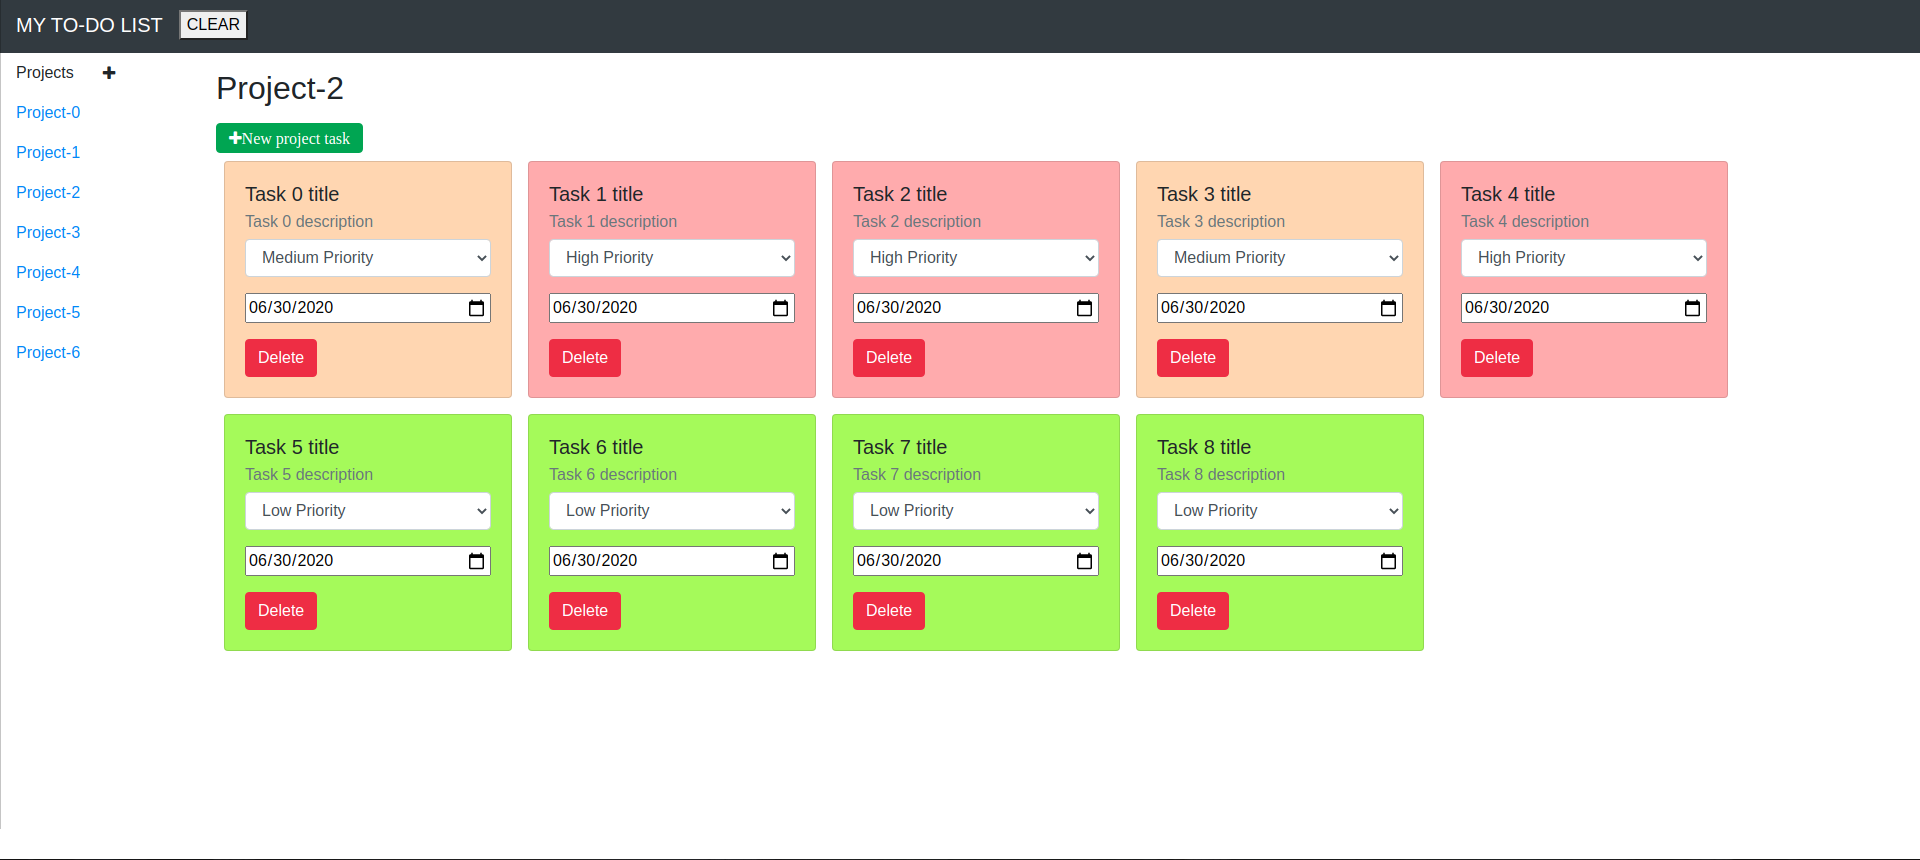 MY TO-DO LIST CLEAR
Projects
Project-0
Project-1
Project-2
Project-3
Project-4
Project-5
Project-6
Project-2
New project task
Task 0 title
Task 0 description
Medium Priority
06/30/2020
Delete
Task 1 title
Task 1 description
High Priority
06/30/2020
Delete
Task 2 title
Task 2 description
High Priority
06/30/2020
Delete
Task 3 title
Task 3 description
Medium Priority
06/30/2020
Delete
Task 4 title
Task 4 description
High Priority
06/30/2020
Delete
Task 5 title
Task 5 description
Low Priority
06/30/2020
Delete
Task 6 title
Task 6 description
Low Priority
06/30/2020
Delete
Task 7 title
Task 7 description
Low Priority
06/30/2020
Delete
Task 8 title
Task 8 description
Low Priority
06/30/2020
Delete